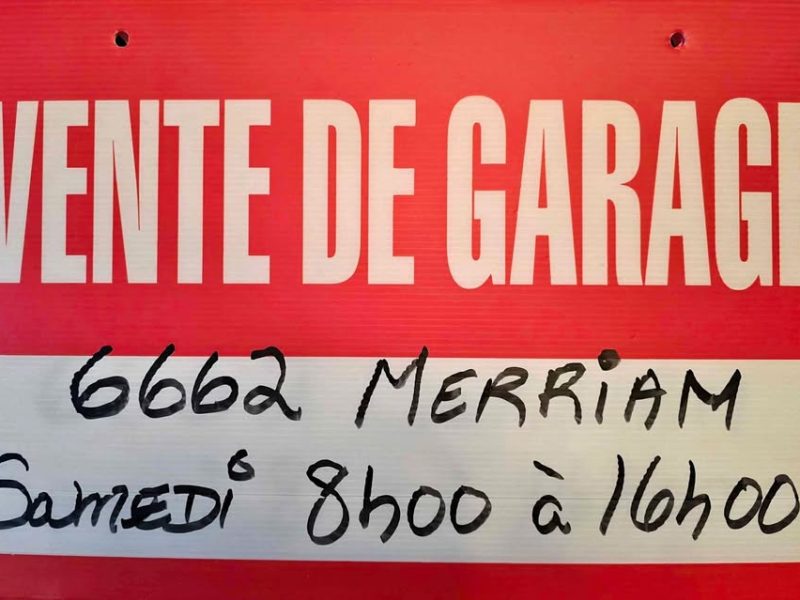 VENTE DE GARAGE
6662 MERRiAM
SAMEDi 8h00 à 16h00